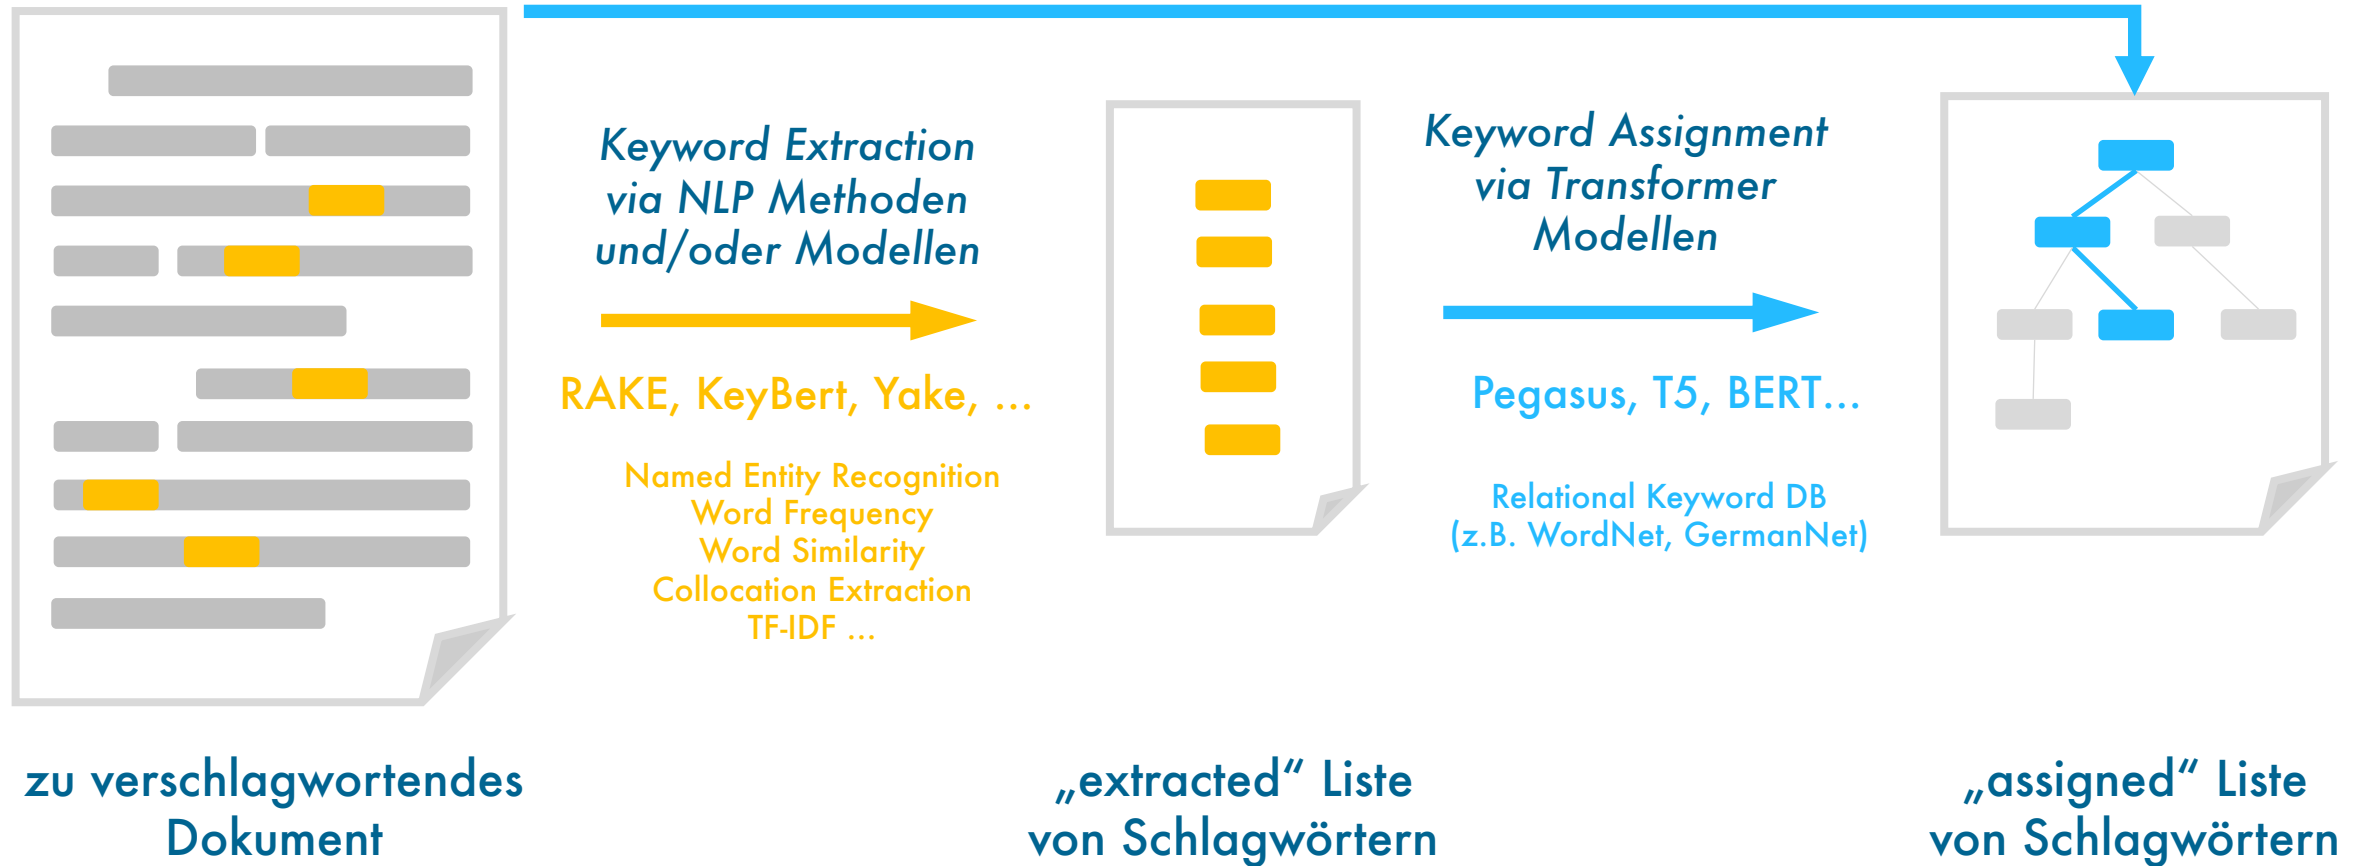 Keyword Extraction
via NLP Methoden
und/oder Modellen
RAKE, KeyBert, Yake, ...
Named Entity Recognition
Word Frequency
Word Similarity
Collocation Extraction
TF-IDF ...
Keyword Assignment
via Transformer
Modellen
Pegasus, T5, BERT...
Relational Keyword DB
(z.B. WordNet, GermanNet)
zu verschlagwortendes
Dokument
„extracted“ Liste
von Schlagwörtern
„assigned“ Liste
von Schlagwörtern